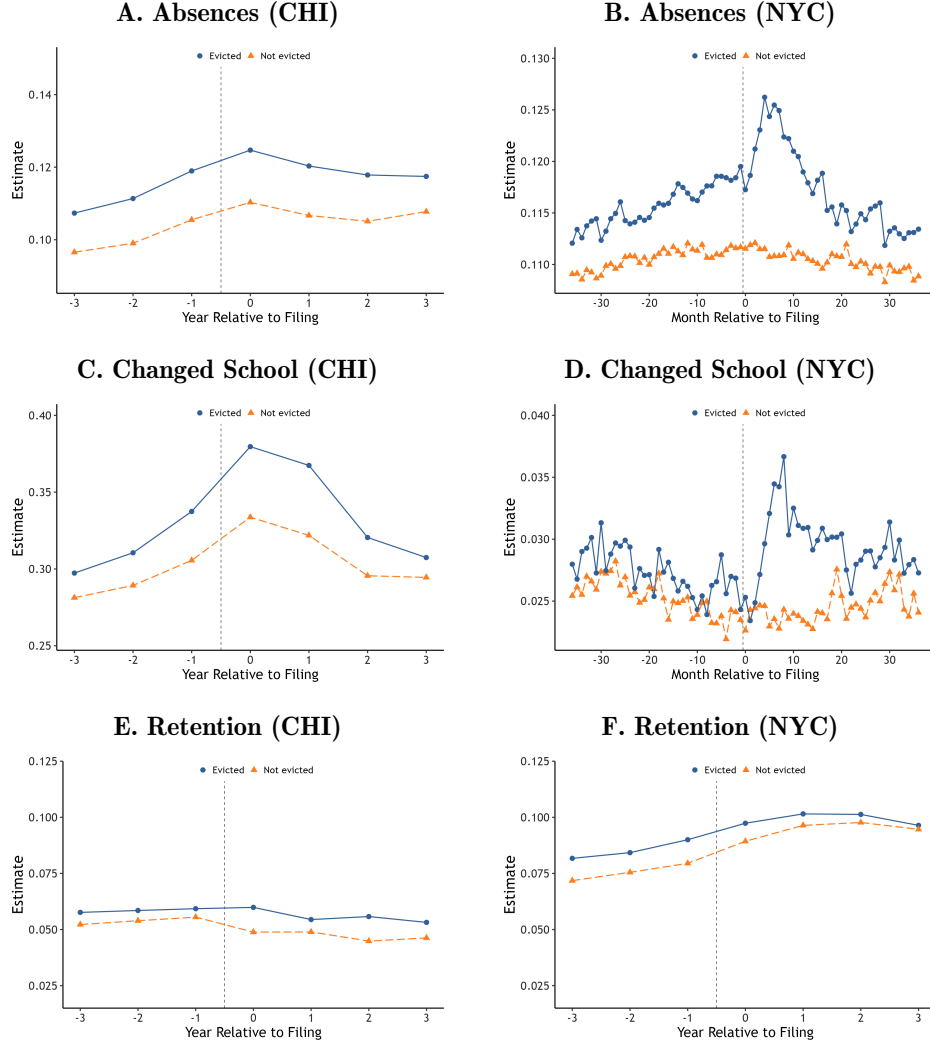 A. Absences (CHI)
Evicted Not evicted
Estimate
0.14
0.12
0.10
-3 -2 -1 0 1 2 3
Year Relative to Filing
B. Absences (NYC)
Evicted Not evicted
Estimate
0.130
0.125
0.120
0.115
0.110
-30 -20 -10 0 10 20 30
Month Relative to Filing
C. Changed School (CHI)
Evicted Not evicted
Estimate
0.40
0.35
0.30
0.25
-3 -2 -1 0 1 2 3
Year Relative to Filing
D. Changed School (NYC)
Evicted Not evicted
Estimate
0.040
0.035
0.030
0.025
-30 -20 -10 0 10 20 30
Month Relative to Filing
E. Retention (CHI)
Evicted Not evicted
Estimate
0.125
0.100
0.075
0.050
0.025
-3 -2 -1 0 1 2 3
Year Relative to Filing
F. Retention (NYC)
Evicted Not evicted
Estimate
0.125
0.100
0.075
0.050
0.025
-3 -2 -1 0 1 2 3
Year Relative to Filing